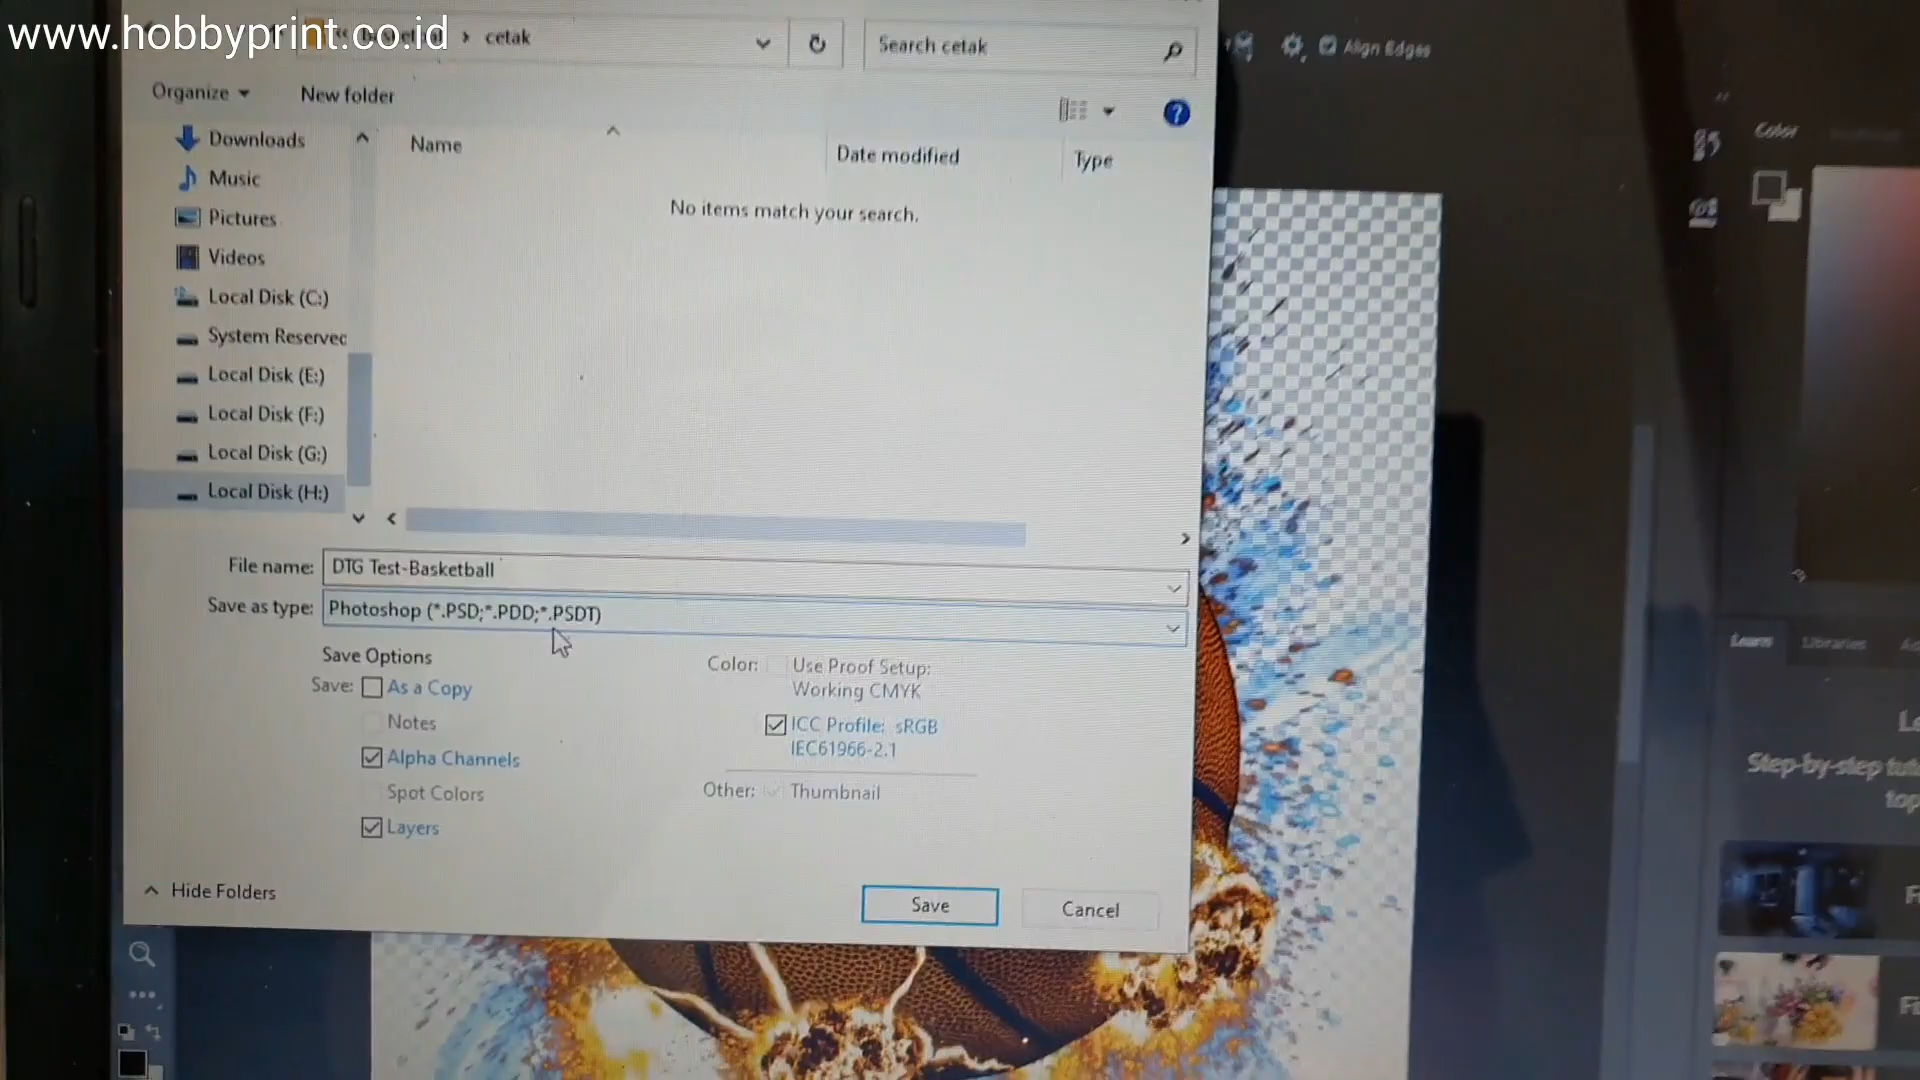 www.hobbyprint.co.id
cetak
Search cetak
Align Edges
Organize
New folder
Downloads
Name
Date modified
Type
Color
Music
No items match your search.
Pictures
Videos
Local Disk (C:)
System Reserved
Local Disk (E:)
Local Disk (F:)
Local Disk (G:)
Local Disk (H:)
File name: DTG Test-Basketball
Save as type: Photoshop (*.PSD;*.PDD;*.PSDT)
Learn
Libraries
Save Options
Save: As a Copy
Color: Use Proof Setup:
Working CMYK
Notes
ICC Profile: sRGB
IEC61966-2.1
Alpha Channels
Step-by-step
Spot Colors
Other: Thumbnail
Layers
Hide Folders
Save
Cancel